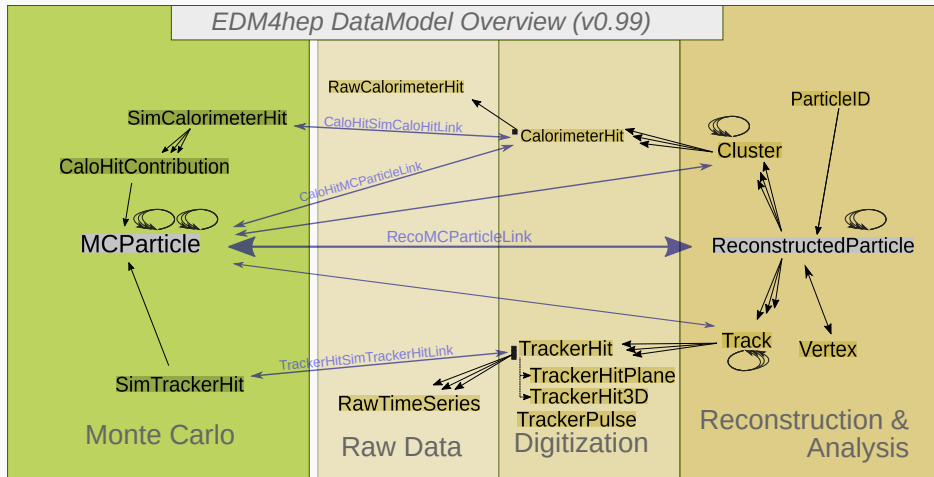 EDM4hep DataModel Overview (v0.99)
RawCalorimeterHit
ParticleID
SimCalorimeterHit
CaloHitSimCaloHitLink
CalorimeterHit
Cluster
CaloHitContribution
CaloHitMCParticleLink
MCParticle
RecoMCParticleLink
ReconstructedParticle
TrackerHitSimTrackerHitLink
TrackerHit
Track
Vertex
SimTrackerHit
TrackerHitPlane
RawTimeSeries
TrackerHit3D
TrackerPulse
Monte Carlo
Raw Data
Digitization
Reconstruction &
Analysis